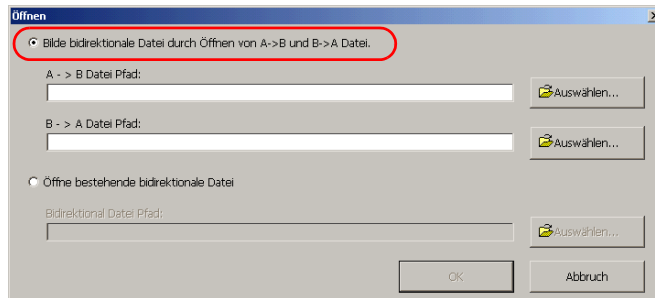 Öffnen
Bilde bidirektionale Datei durch Öffnen von A->B und B->A Datei.
A - > B Datei Pfad:
Auswählen...
B - > A Datei Pfad:
Auswählen...
Öffne bestehende bidirektionale Datei
Bidirektional Datei Pfad:
Auswählen...
OK
Abbruch